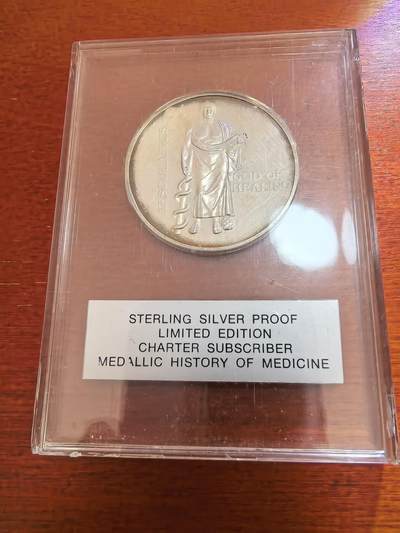 GOD OF
HEALING
STERLING SILVER PROOF
LIMITED EDITION
CHARTER SUBSCRIBER
MEDALLIC HISTORY OF MEDICINE